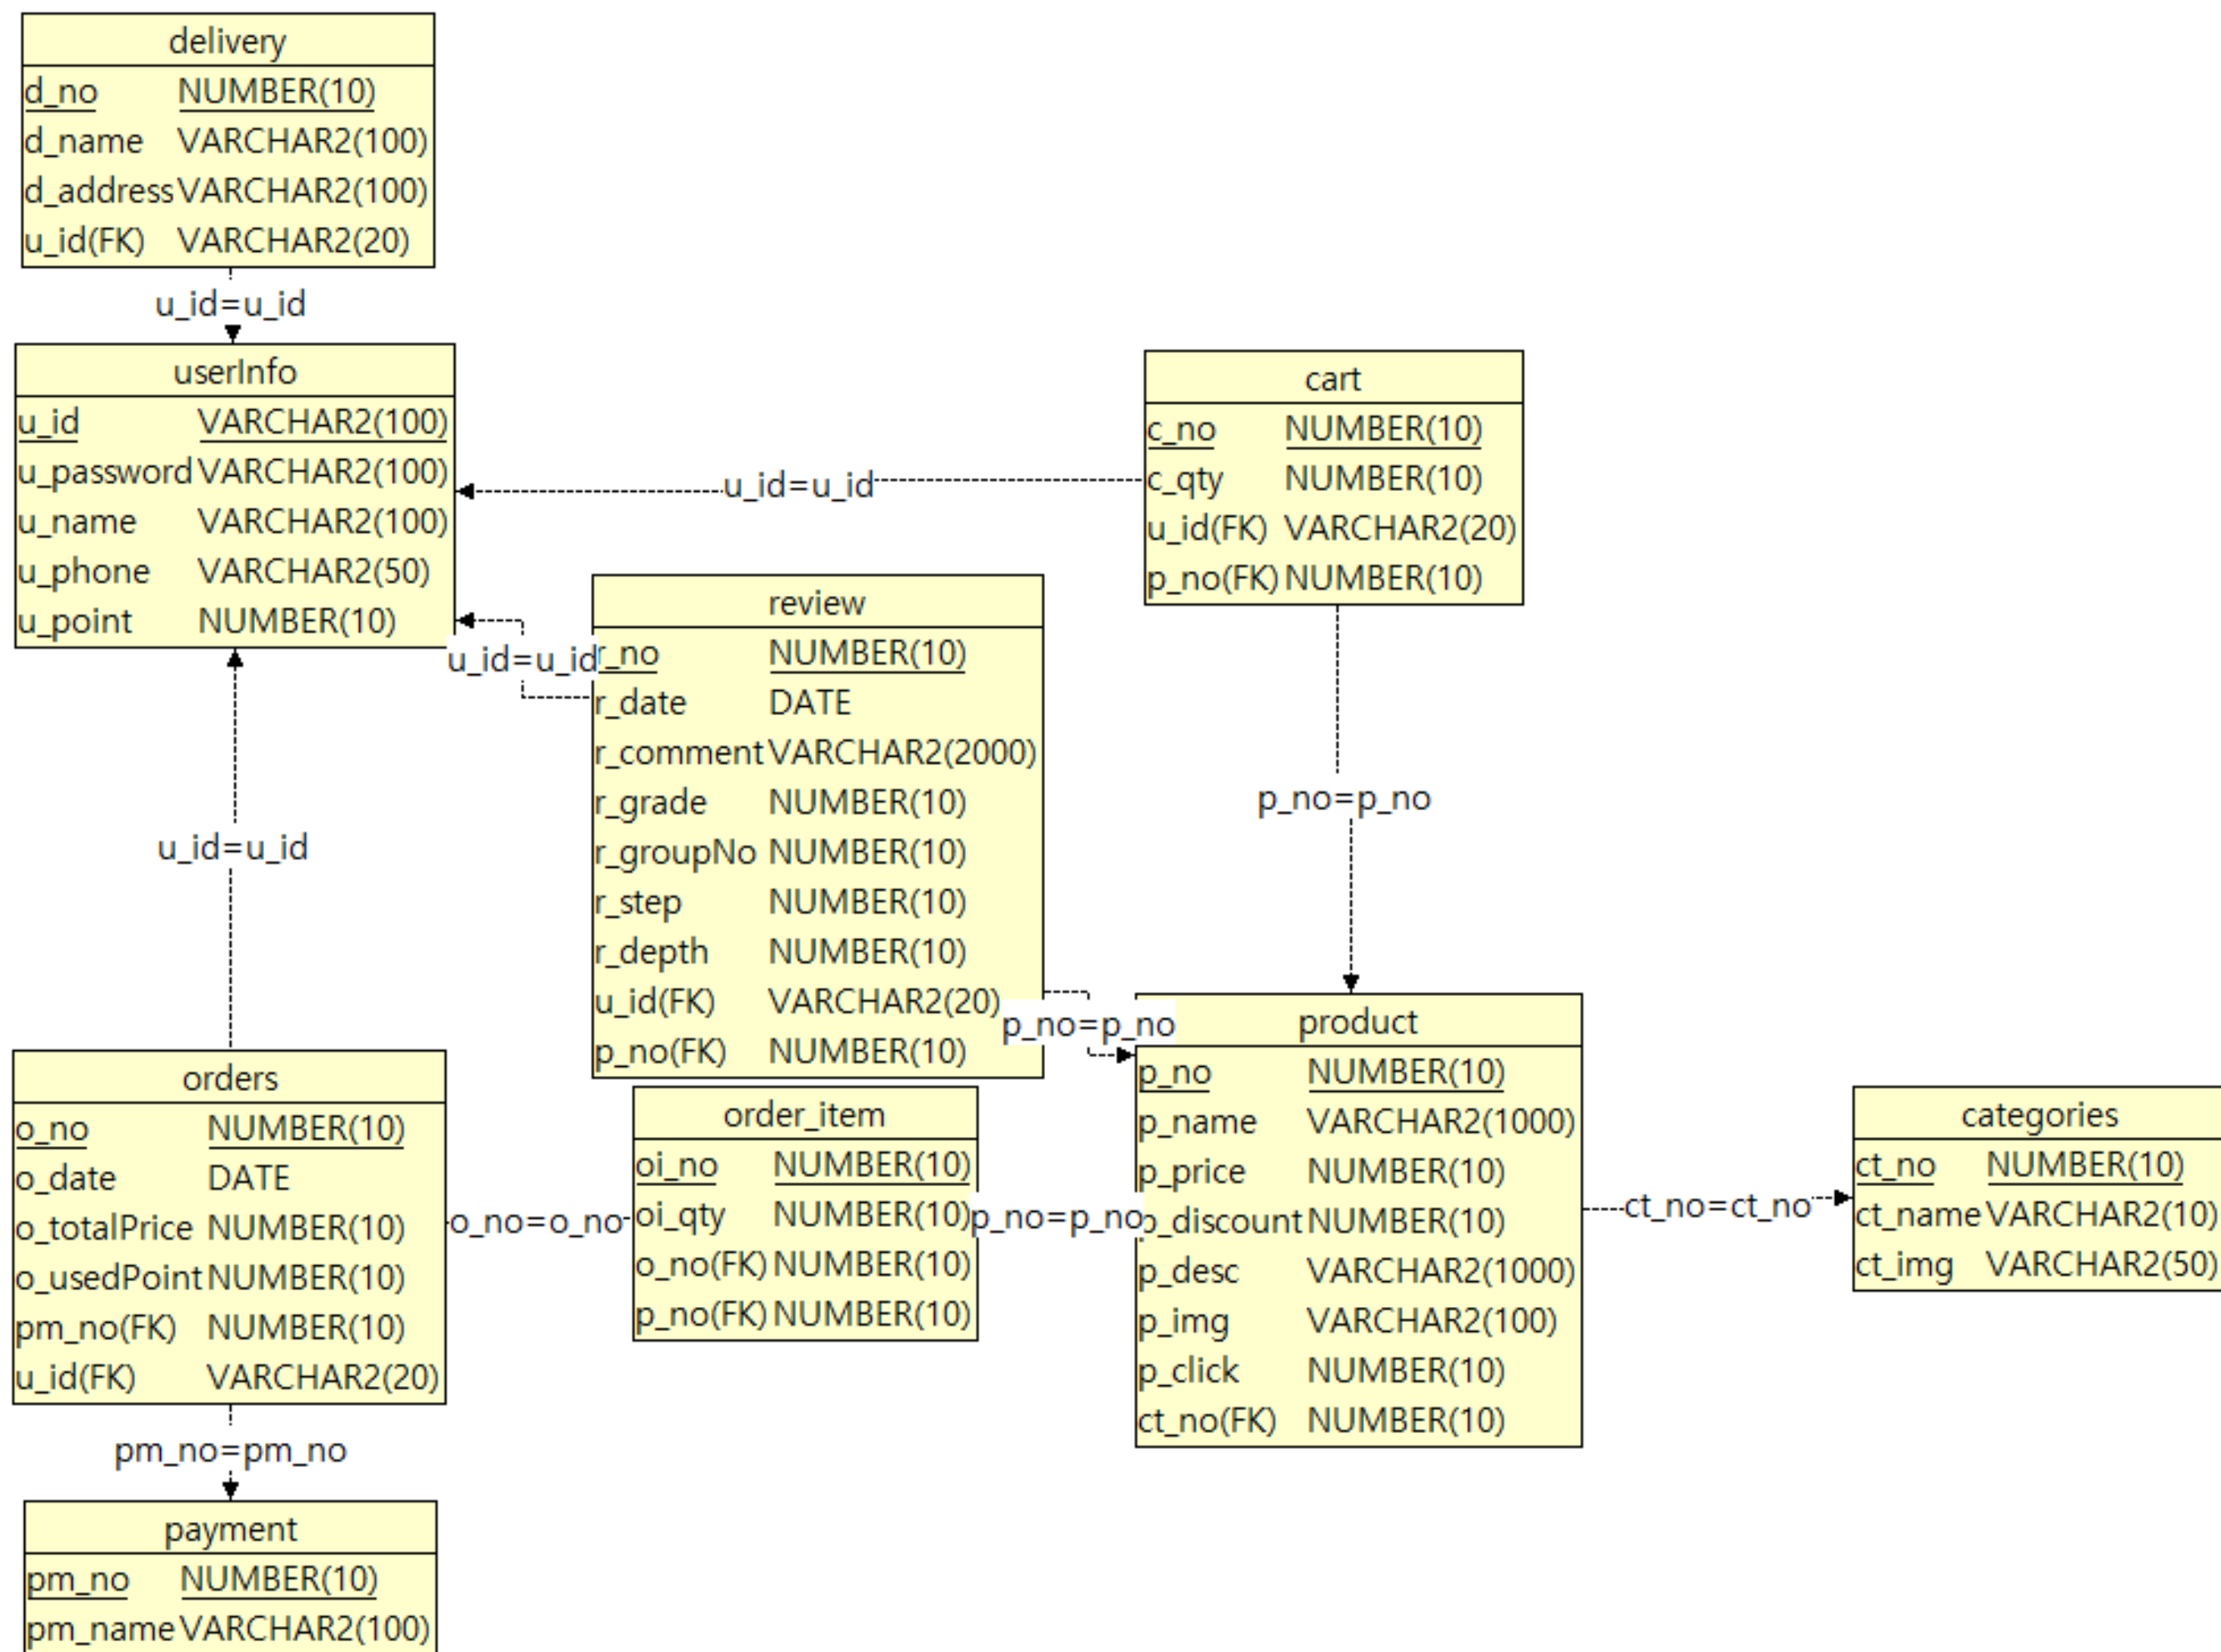 delivery
d_no NUMBER(10)
d_name VARCHAR2(100)
d_address VARCHAR2(100)
u_id(FK) VARCHAR2(20)
u_id=u_id
userInfo
u_id VARCHAR2(100)
u_password VARCHAR2(100)
u_name VARCHAR2(100)
u_phone VARCHAR2(50)
u_point NUMBER(10)
u_id=u_id
cart
c_no NUMBER(10)
c_qty NUMBER(10)
u_id(FK) VARCHAR2(20)
p_no(FK) NUMBER(10)
u_id=u_id
review
r_no NUMBER(10)
r_date DATE
r_comment VARCHAR2(2000)
r_grade NUMBER(10)
r_groupNo NUMBER(10)
r_step NUMBER(10)
r_depth NUMBER(10)
u_id(FK) VARCHAR2(20)
p_no(FK) NUMBER(10)
p_no=p_no
u_id=u_id
p_no=p_no
orders
o_no NUMBER(10)
o_date DATE
o_totalPrice NUMBER(10)
o_usedPoint NUMBER(10)
pm_no(FK) NUMBER(10)
u_id(FK) VARCHAR2(20)
o_no=o_no
order_item
oi_no NUMBER(10)
oi_qty NUMBER(10)
o_no(FK) NUMBER(10)
p_no(FK) NUMBER(10)
p_no=p_no
product
p_no NUMBER(10)
p_name VARCHAR2(1000)
p_price NUMBER(10)
p_discount NUMBER(10)
p_desc VARCHAR2(1000)
p_img VARCHAR2(100)
p_click NUMBER(10)
ct_no(FK) NUMBER(10)
ct_no=ct_no
categories
ct_no NUMBER(10)
ct_name VARCHAR2(10)
ct_img VARCHAR2(50)
pm_no=pm_no
payment
pm_no NUMBER(10)
pm_name VARCHAR2(100)